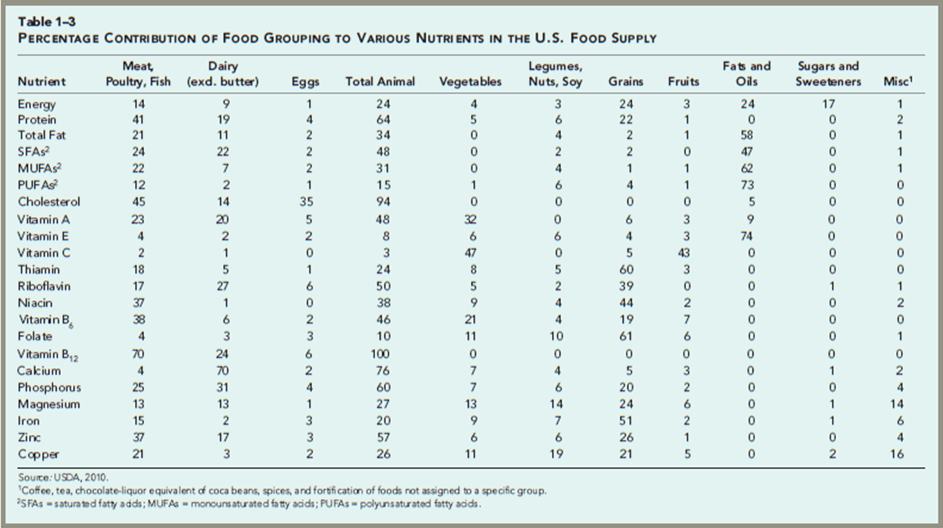 Table 1–3
PERCENTAGE CONTRIBUTION OF FOOD GROUPING TO VARIOUS NUTRIENTS IN THE U.S. FOOD SUPPLY
Meat, Dairy Legumes, Fats and Sugars and
Nutrient Poultry, Fish (exd. butter) Eggs Total Animal Vegetables Nuts, Soy Grains Fruits Oils Sweeteners Misc¹
Energy 14 9 1 24 4 3 24 3 24 17 1
Protein 41 19 4 64 5 6 22 1 0 0 2
Total Fat 21 11 2 34 0 4 2 1 58 0 1
SFAs² 24 22 2 48 0 2 2 0 47 0 1
MUFAs² 22 7 2 31 0 4 1 1 62 0 1
PUFAs² 12 2 1 15 1 6 4 1 73 0 0
Cholesterol 45 14 35 94 0 0 0 0 5 0 0
Vitamin A 23 20 5 48 32 0 6 3 9 0 0
Vitamin E 4 2 2 8 6 6 4 3 74 0 0
Vitamin C 2 1 0 3 47 0 5 43 0 0 0
Thiamin 18 5 1 24 8 5 60 3 0 0 0
Riboflavin 17 27 6 50 5 2 39 0 0 1 1
Niacin 37 1 0 38 9 4 44 2 0 0 2
Vitamin B₆ 38 6 2 46 21 4 19 7 0 0 0
Folate 4 3 3 10 11 10 61 6 0 0 1
Vitamin B₁₂ 70 24 6 100 0 0 0 0 0 0 0
Calcium 4 70 2 76 7 4 5 3 0 1 2
Phosphorus 25 31 4 60 7 6 20 2 0 0 4
Magnesium 13 13 1 27 13 14 24 6 0 1 14
Iron 15 2 3 20 9 7 51 2 0 1 6
Zinc 37 17 3 57 6 6 26 1 0 0 4
Copper 21 3 2 26 11 19 21 5 0 2 16
Source: USDA, 2010.
¹Coffee, tea, chocolate-liquor equivalent of coca beans, spices, and fortification of foods not assigned to a specific group.
²SFAs = saturated fatty adds; MUFAs = monounsaturated fatty adds; PUFAs = polyunsaturated fatty adds.